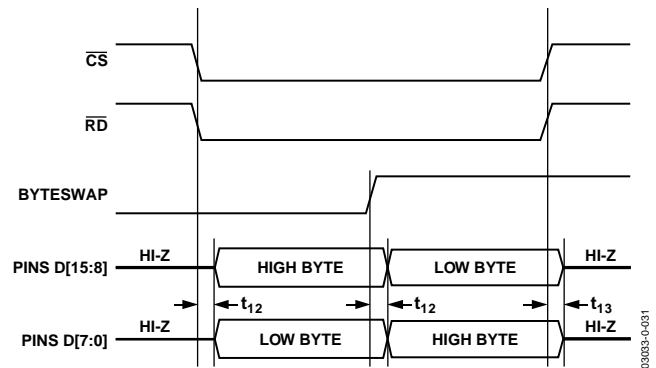 CS
RD
BYTESWAP
PINS D[15:8] HI-Z HIGH BYTE LOW BYTE HI-Z
t12 t12 t13
PINS D[7:0] HI-Z LOW BYTE HIGH BYTE HI-Z
03033-0-031